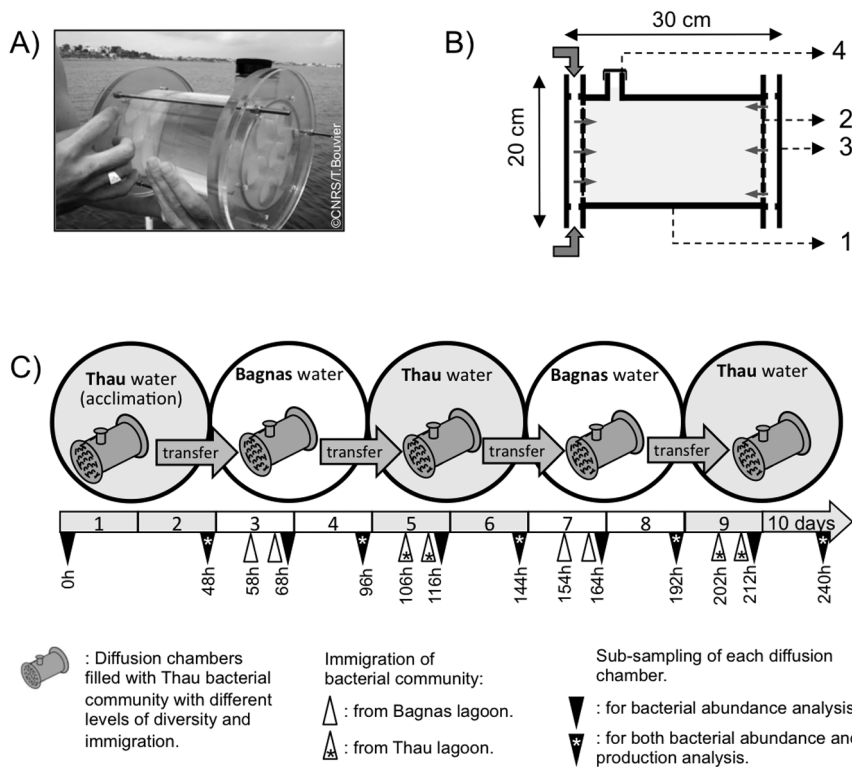 A)
©CNRS/T.Bouvier
B)
30 cm
20 cm
4
2
3
1
C)
Thau water
(acclimation)
Bagnas water
Thau water
Bagnas water
Thau water
transfer
transfer
transfer
transfer
1 2 3 4 5 6 7 8 9 10 days
0h 48h 58h 68h 96h 106h 116h 144h 154h 164h 192h 202h 212h 240h
: Diffusion chambers
filled with Thau bacterial
community with different
levels of diversity and
immigration.
Immigration of
bacterial community:
: from Bagnas lagoon.
* : from Thau lagoon.
Sub-sampling of each diffusion
chamber.
: for bacterial abundance analysis
* : for both bacterial abundance an
production analysis.